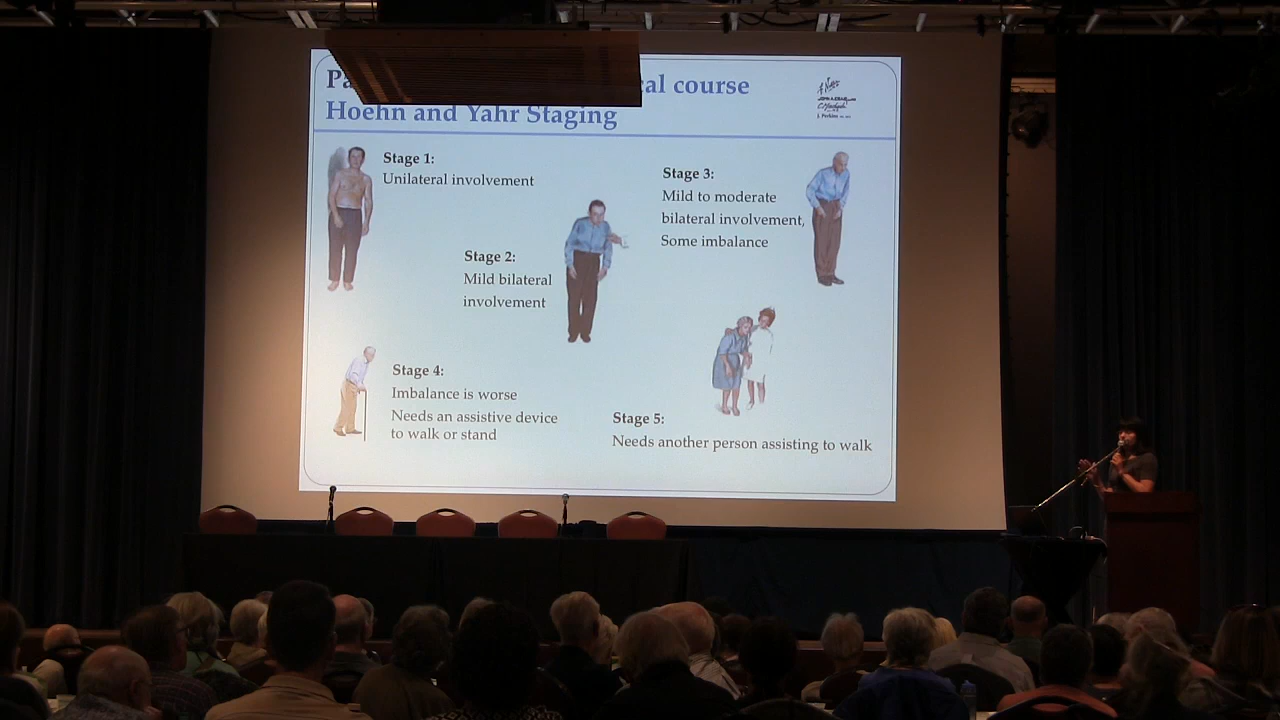 Pa al course
Hoehn and Yahr Staging
Stage 1:
Unilateral involvement
Stage 2:
Mild bilateral
involvement
Stage 3:
Mild to moderate
bilateral involvement,
Some imbalance
Stage 4:
Imbalance is worse
Needs an assistive device
to walk or stand
Stage 5:
Needs another person assisting to walk